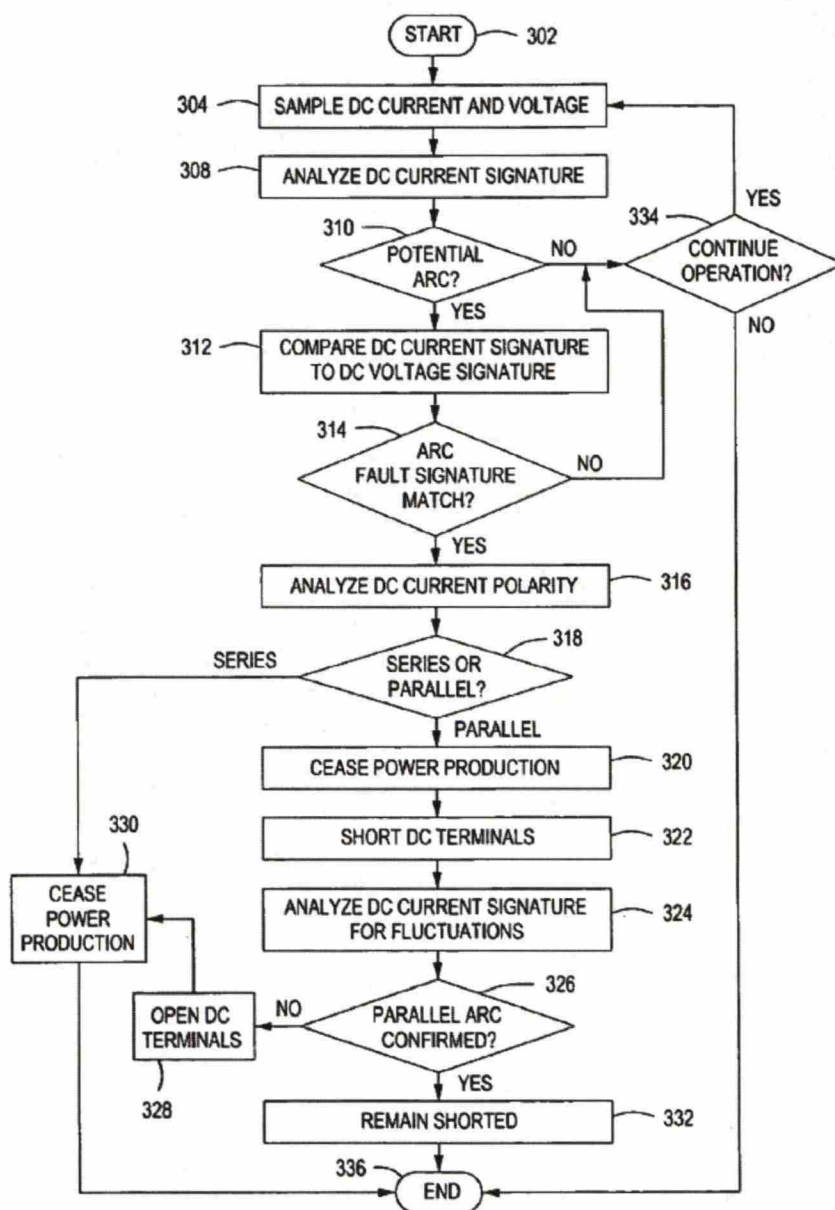 START
302
304
SAMPLE DC CURRENT AND VOLTAGE
308
ANALYZE DC CURRENT SIGNATURE
YES
334
310
POTENTIAL
ARC?
NO
CONTINUE
OPERATION?
YES
NO
312
COMPARE DC CURRENT SIGNATURE
TO DC VOLTAGE SIGNATURE
314
ARC
FAULT SIGNATURE
MATCH?
NO
YES
ANALYZE DC CURRENT POLARITY
316
318
SERIES
SERIES OR
PARALLEL?
PARALLEL
CEASE POWER PRODUCTION
320
SHORT DC TERMINALS
322
330
CEASE
POWER
PRODUCTION
ANALYZE DC CURRENT SIGNATURE
FOR FLUCTUATIONS
324
326
PARALLEL ARC
CONFIRMED?
NO
OPEN DC
TERMINALS
328
YES
REMAIN SHORTED
332
336
END